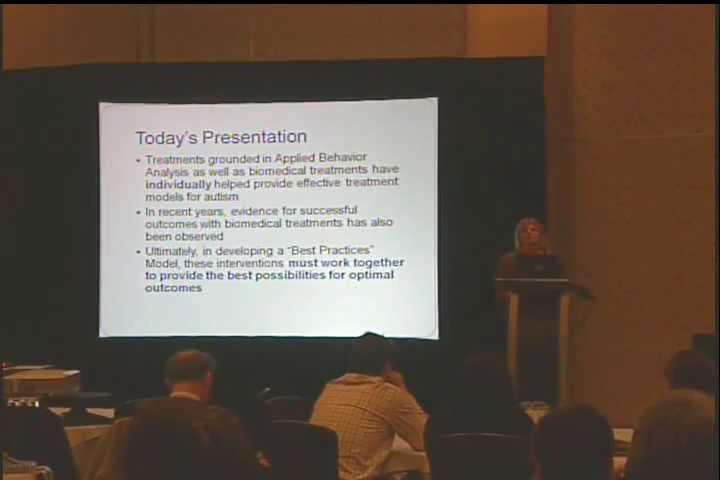 Today's Presentation
• Treatments grounded in Applied Behavior
Analysis as well as biomedical treatments have
individually helped provide effective treatment
models for autism
• In recent years, evidence for successful
outcomes with biomedical treatments has also
been observed
• Ultimately, in developing a "Best Practices"
Model, these interventions must work together
to provide the best possibilities for optimal
outcomes